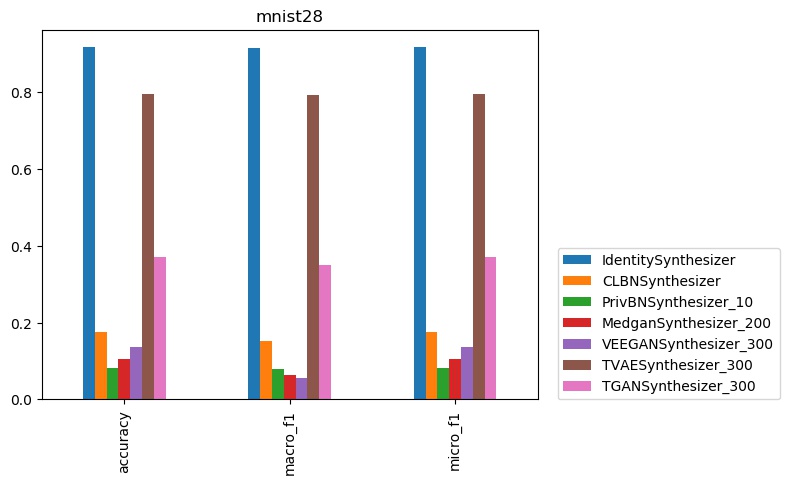 mnist28
0.8
0.6
0.4
0.2
0.0
accuracy
macro_f1
micro_f1
IdentitySynthesizer
CLBNSynthesizer
PrivBNSynthesizer_10
MedganSynthesizer_200
VEEGANSynthesizer_300
TVAESynthesizer_300
TGANSynthesizer_300